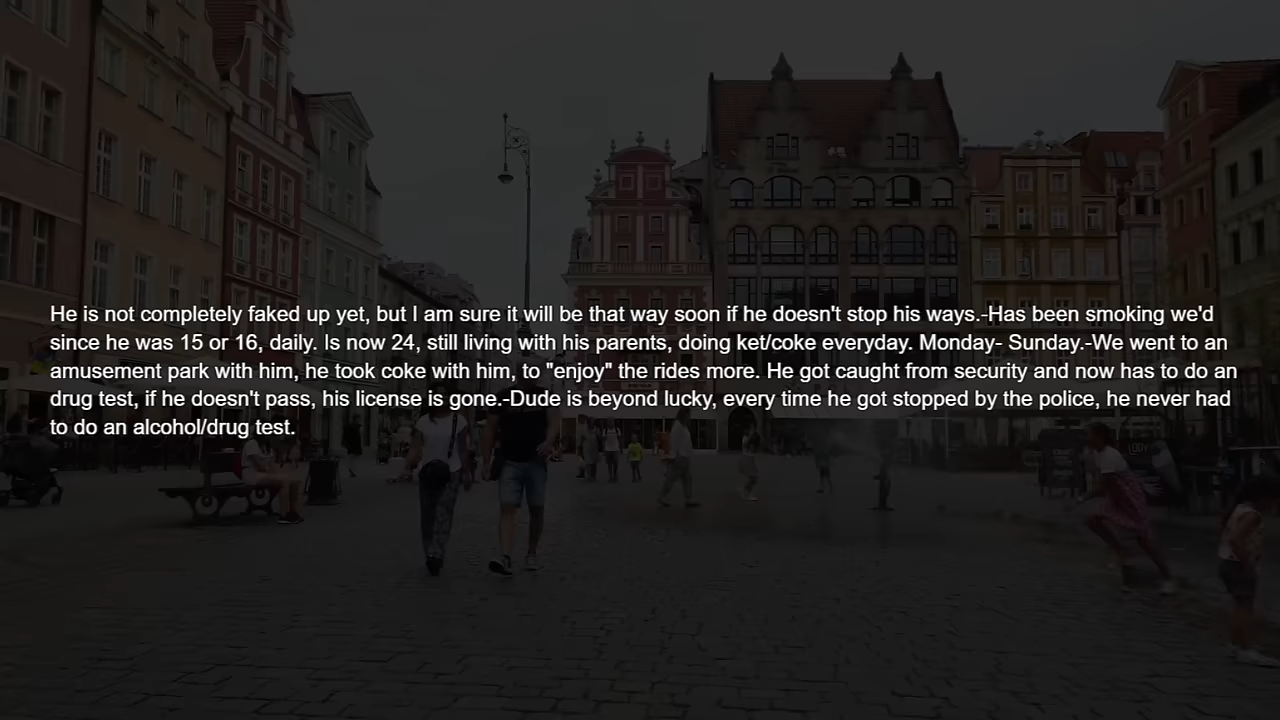 He is not completely faked up yet, but I am sure it will be that way soon if he doesn't stop his ways.-Has been smoking we'd
since he was 15 or 16, daily. Is now 24, still living with his parents, doing ket/coke everyday. Monday- Sunday.-We went to an
amusement park with him, he took coke with him, to "enjoy" the rides more. He got caught from security and now has to do an
drug test, if he doesn't pass, his license is gone.-Dude is beyond lucky, every time he got stopped by the police, he never had
to do an alcohol/drug test.